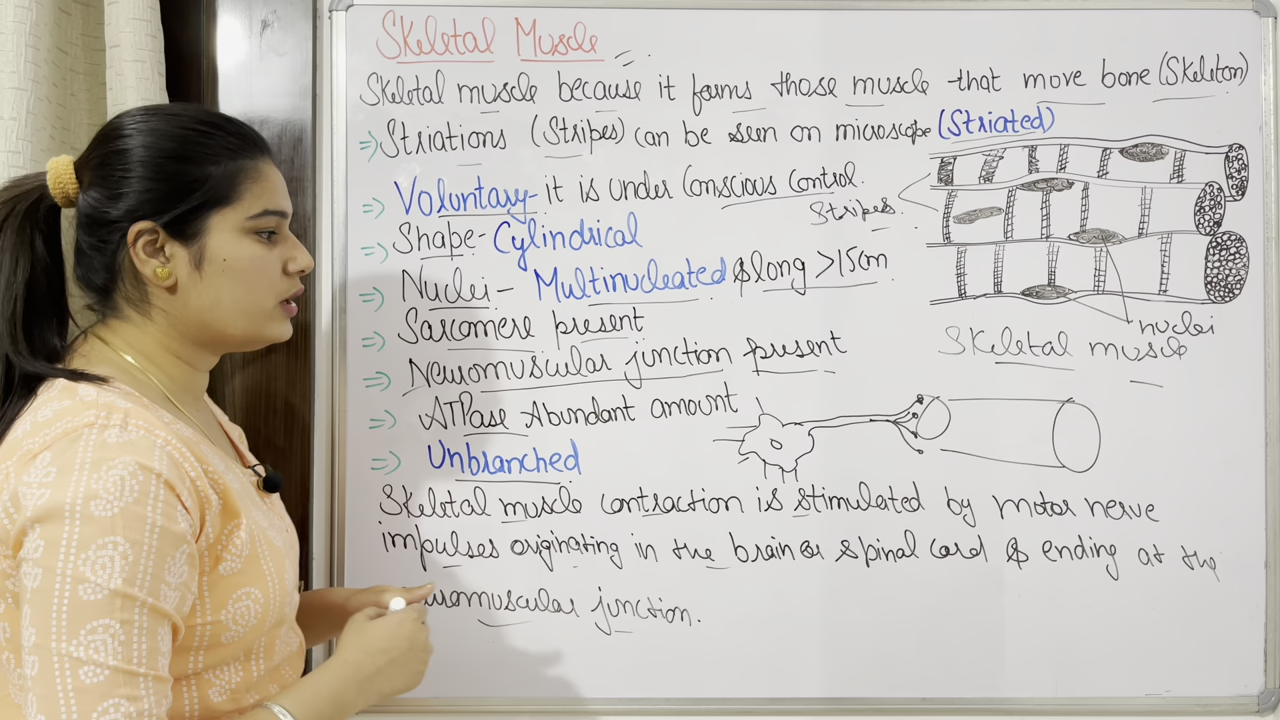 Skeletal Muscle
Skeletal muscle because it forms those muscle that move bone (Skeleton)
=> Striations (Stripes) can be seen on microscope (Striated)
=> Voluntary- it is under Conscious Control.
Stripes.
=> Shape- Cylindrical
=> Nuclei - Multinucleated & long >15cm
nuclei
=> Sarcomere present
Skeletal muscle
=> Neuromuscular junction present
=> ATPase Abundant amount
=> Unbranched
Skeletal muscle contraction is stimulated by motor nerve
impulses originating in the brain or spinal cord & ending at the
uromuscular junction.